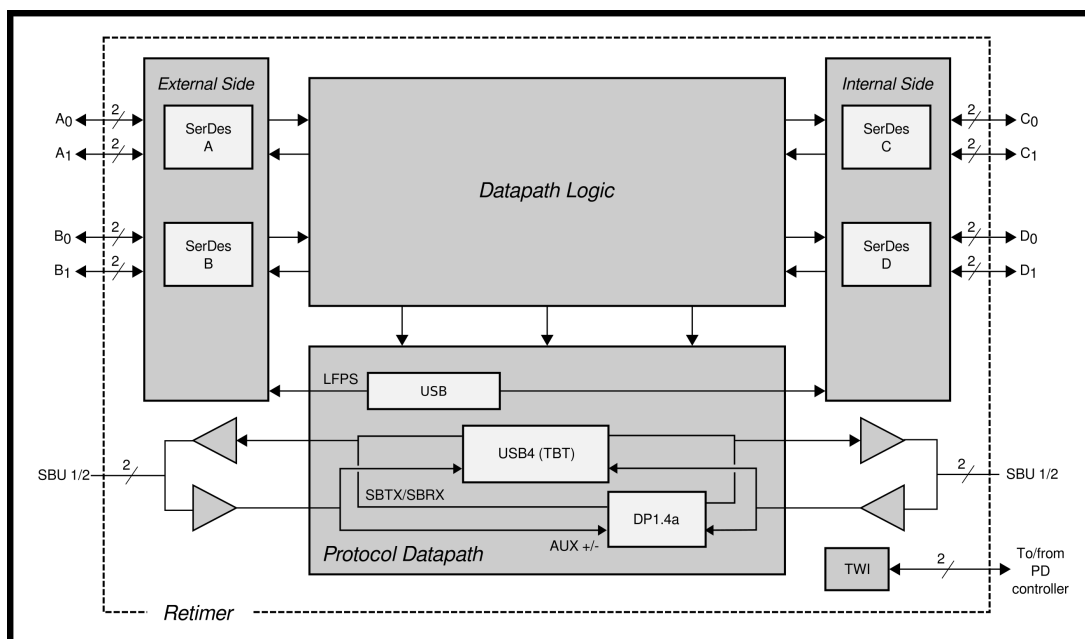 External Side
Internal Side
A0
2
SerDes
A
SerDes
C
2
C0
A1
2
2
C1
Datapath Logic
B0
2
SerDes
B
SerDes
D
2
D0
B1
2
2
D1
LFPS
USB
USB4 (TBT)
SBU 1/2
2
2
SBU 1/2
SBTX/SBRX
DP1.4a
AUX +/-
Protocol Datapath
TWI
2
To/from
PD
controller
Retimer